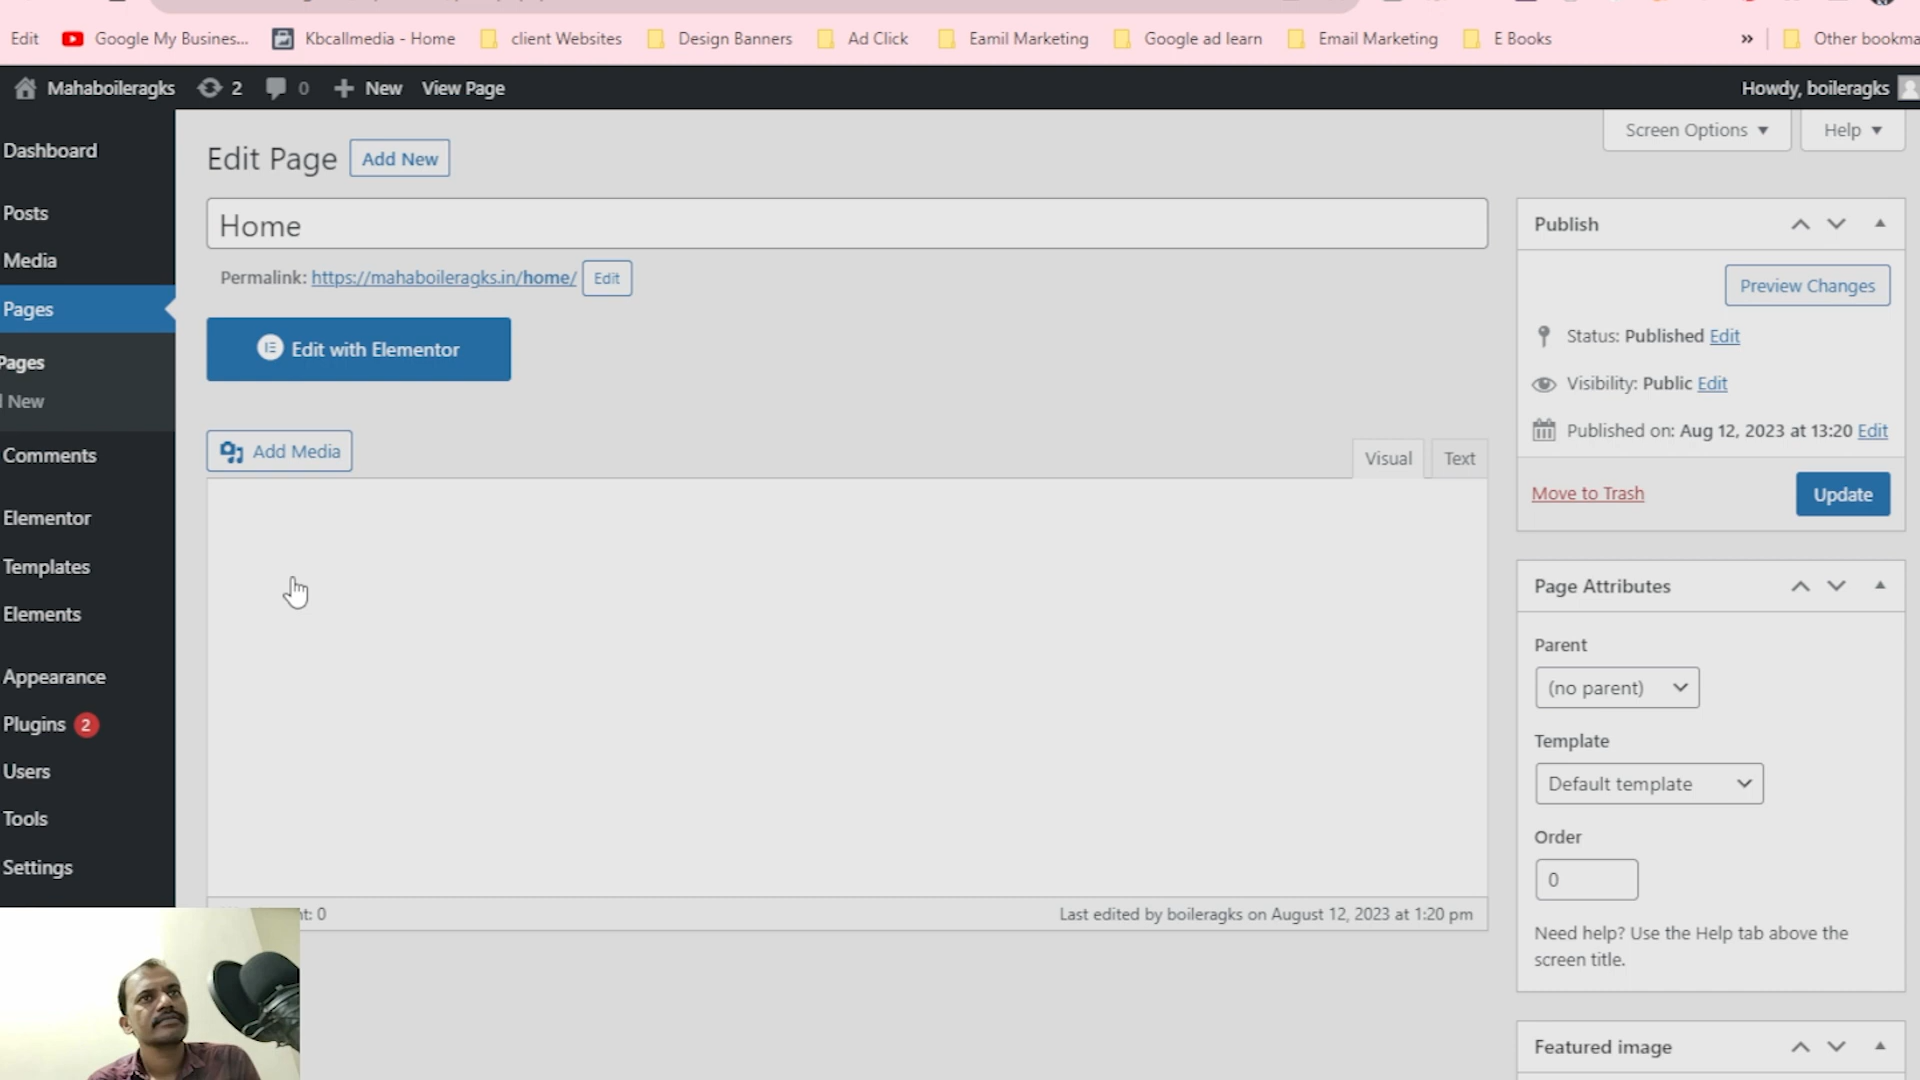 Edit Google My Busines... Kbcallmedia - Home client Websites Design Banners Ad Click Eamil Marketing Google ad learn Email Marketing E Books » Other bookma
Mahaboileragks 2 0 New View Page Howdy, boileragks
Screen Options Help
Dashboard
Posts
Media
Pages
Pages
New
Comments
Elementor
Templates
Elements
Appearance
Plugins 2
Users
Tools
Settings
Edit Page Add New
Home
Permalink: https://mahaboileragks.in/home/ Edit
Edit with Elementor
Add Media
Visual Text
t: 0
Last edited by boileragks on August 12, 2023 at 1:20 pm
Publish
Preview Changes
Status: Published Edit
Visibility: Public Edit
Published on: Aug 12, 2023 at 13:20 Edit
Move to Trash Update
Page Attributes
Parent
(no parent)
Template
Default template
Order
0
Need help? Use the Help tab above the
screen title.
Featured image